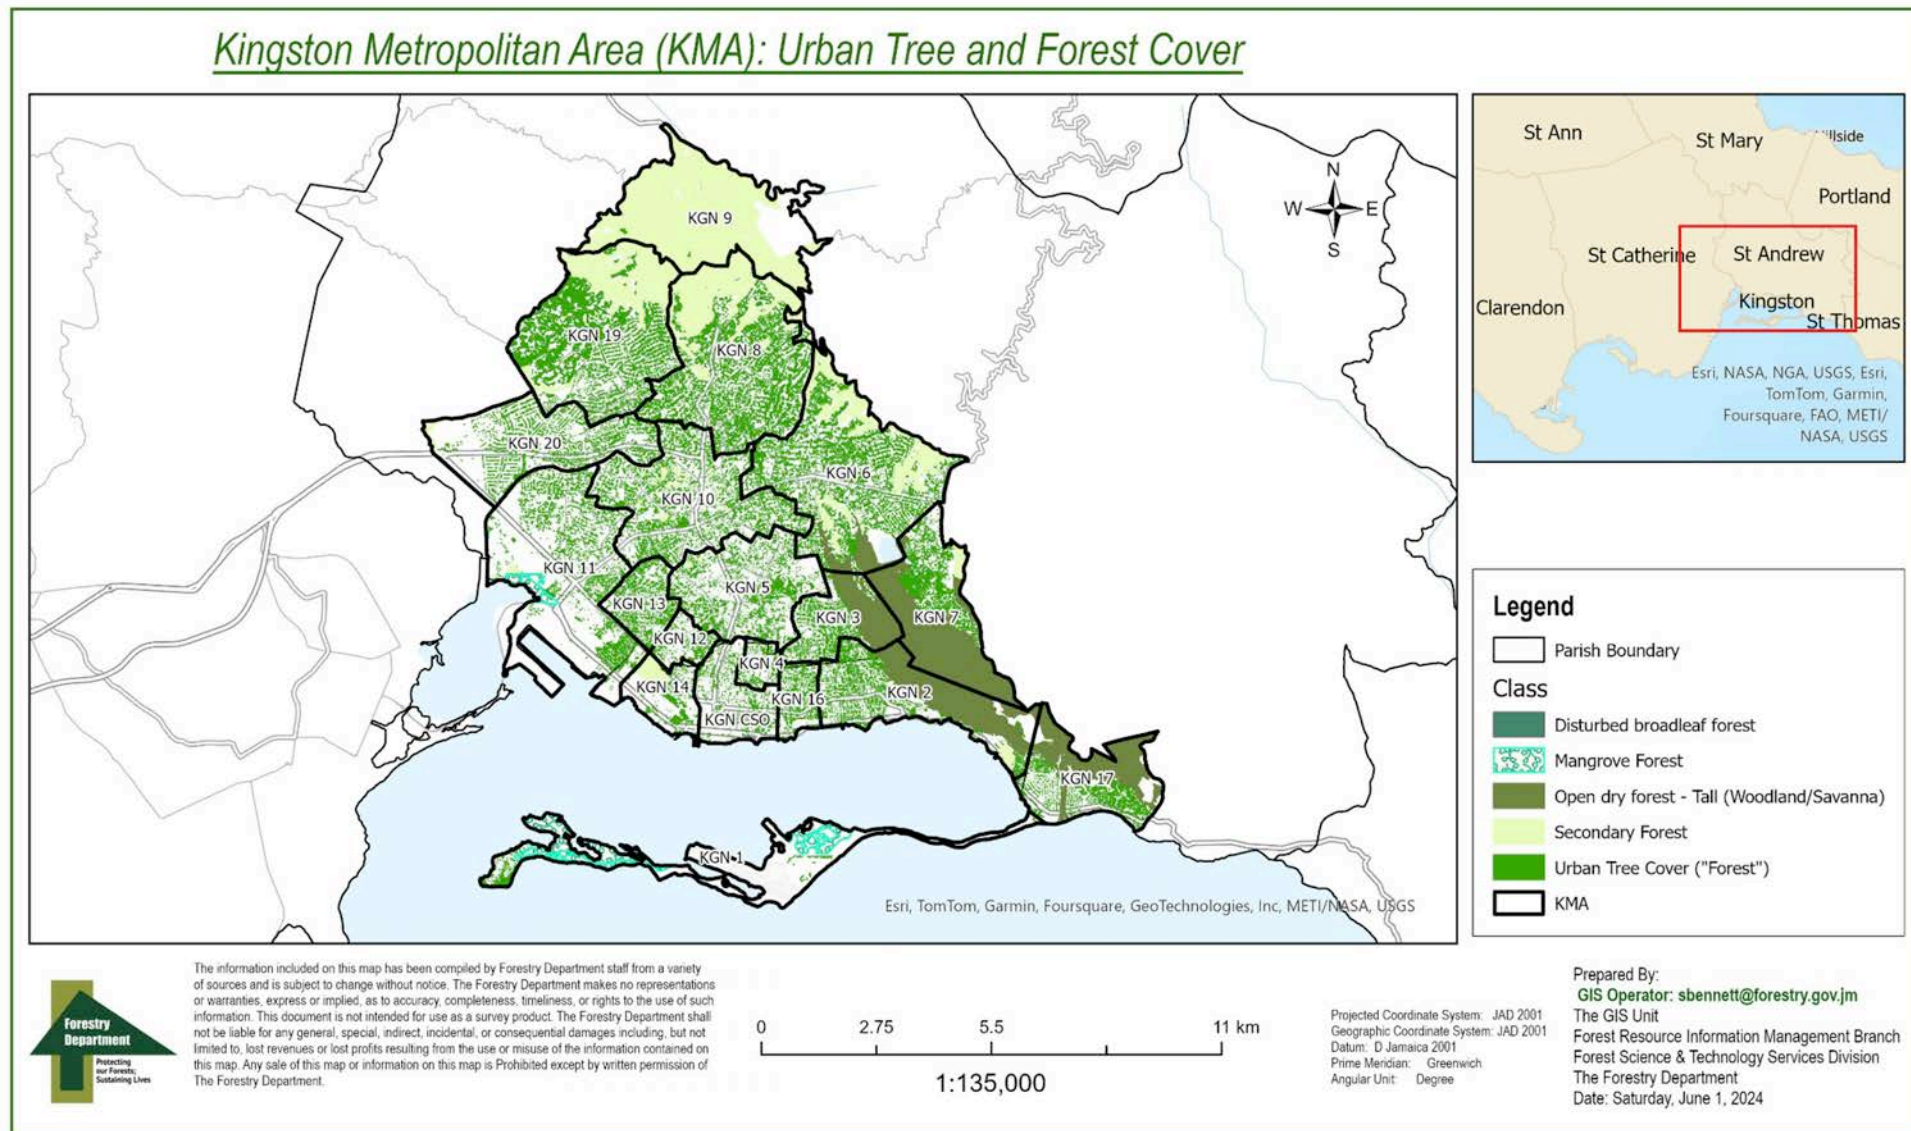 Kingston Metropolitan Area (KMA): Urban Tree and Forest Cover
KGN 9
KGN 19
KGN 8
KGN 20
KGN 6
KGN 10
KGN 11
KGN 5
KGN 13
KGN 3
KGN 7
KGN 12
KGN 4
KGN 14
KGN 16
KGN 2
KGN CSO
KGN 17
KGN 1
N
W
E
S
Esri, TomTom, Garmin, Foursquare, GeoTechnologies, Inc, METI/NASA, USGS
St Ann
St Mary
Portland
St Catherine
St Andrew
Kingston
Clarendon
St Thomas
Esri, NASA, NGA, USGS, Esri,
TomTom, Garmin,
Foursquare, FAO, METI/
NASA, USGS
Legend
Parish Boundary
Class
Disturbed broadleaf forest
Mangrove Forest
Open dry forest - Tall (Woodland/Savanna)
Secondary Forest
Urban Tree Cover ("Forest")
KMA
Forestry
Department
Protecting
our Forests;
Sustaining Lives
The information included on this map has been compiled by Forestry Department staff from a variety
of sources and is subject to change without notice. The Forestry Department makes no representations
or warranties, express or implied, as to accuracy, completeness, timeliness, or rights to the use of such
information. This document is not intended for use as a survey product. The Forestry Department shall
not be liable for any general, special, indirect, incidental, or consequential damages including, but not
limited to, lost revenues or lost profits resulting from the use or misuse of the information contained on
this map. Any sale of this map or information on this map is Prohibited except by written permission of
The Forestry Department.
0 2.75 5.5 11 km
1:135,000
Projected Coordinate System: JAD 2001
Geographic Coordinate System: JAD 2001
Datum: D Jamaica 2001
Prime Meridian: Greenwich
Angular Unit: Degree
Prepared By:
GIS Operator: sbennett@forestry.gov.jm
The GIS Unit
Forest Resource Information Management Branch
Forest Science & Technology Services Division
The Forestry Department
Date: Saturday, June 1, 2024